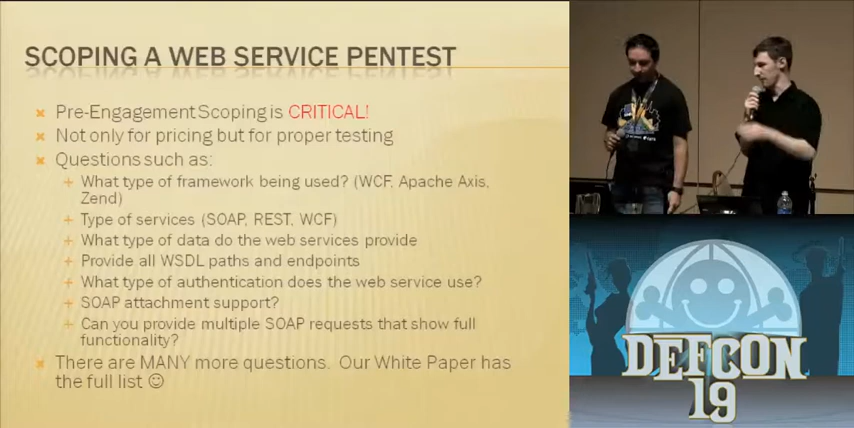 SCOPING A WEB SERVICE PENTEST
Pre-Engagement Scoping is CRITICAL!
Not only for pricing but for proper testing
Questions such as:
What type of framework being used? (WCF, Apache Axis,
Zend)
Type of services (SOAP, REST, WCF)
What type of data do the web services provide
Provide all WSDL paths and endpoints
What type of authentication does the web service use?
SOAP attachment support?
Can you provide multiple SOAP requests that show full
functionality?
There are MANY more questions. Our White Paper has
the full list ☺
DEFCON
19